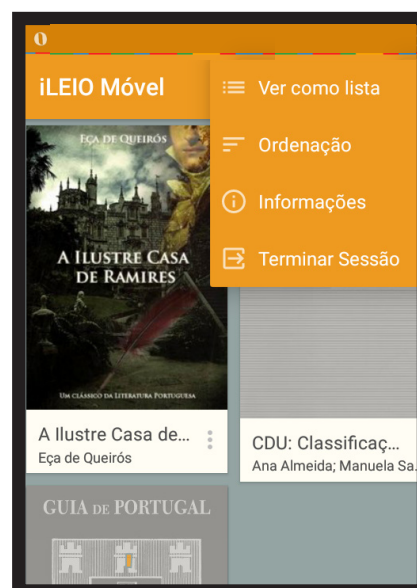 iLEIO Móvel
Ver como lista
Ordenação
Informações
Terminar Sessão
EÇA DE QUEIRÓS
A ILUSTRE CASA
DE RAMIRES
UM CLÁSSICO DA LITERATURA PORTUGUESA
A Ilustre Casa de...
Eça de Queirós
CDU: Classificaç...
Ana Almeida; Manuela Sa.
GUIA DE PORTUGAL